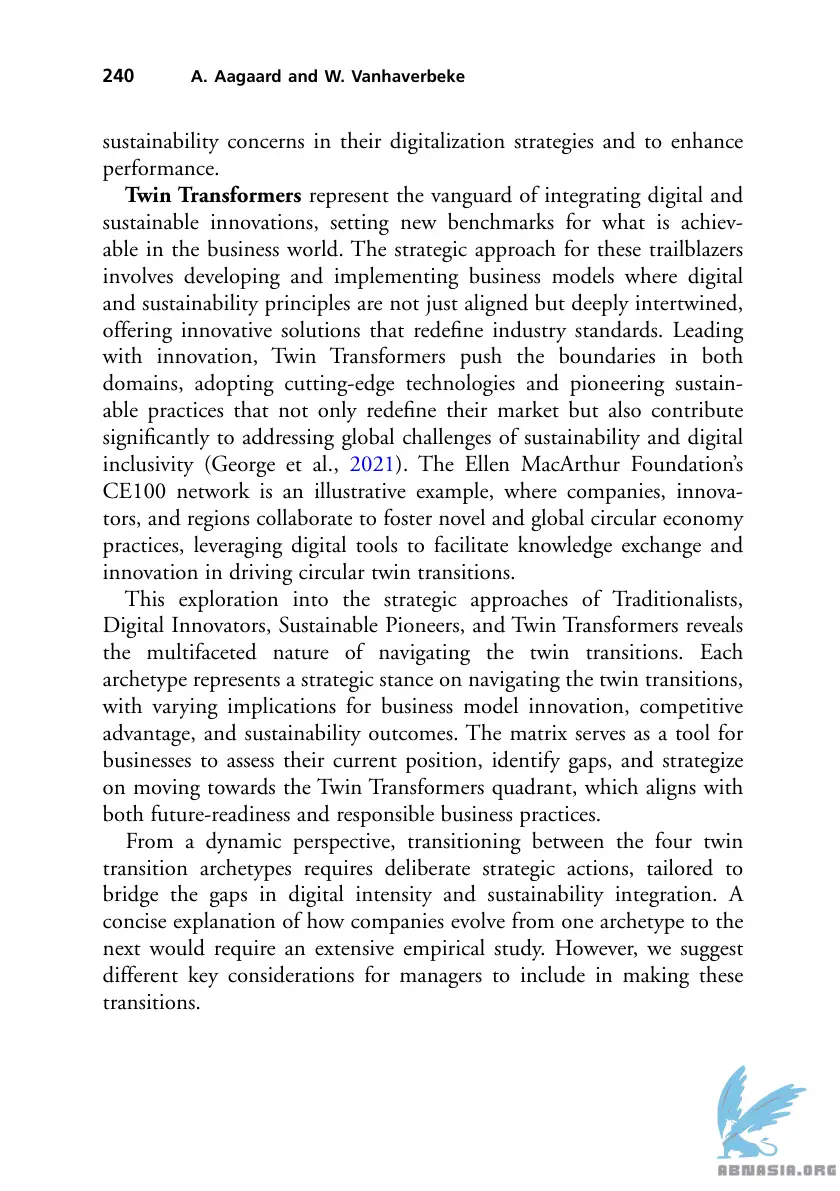 240 A. Aagaard and W. Vanhaverbeke
sustainability concerns in their digitalization strategies and to enhance
performance.
Twin Transformers represent the vanguard of integrating digital and
sustainable innovations, setting new benchmarks for what is achiev-
able in the business world. The strategic approach for these trailblazers
involves developing and implementing business models where digital
and sustainability principles are not just aligned but deeply intertwined,
offering innovative solutions that redefine industry standards. Leading
with innovation, Twin Transformers push the boundaries in both
domains, adopting cutting-edge technologies and pioneering sustain-
able practices that not only redefine their market but also contribute
significantly to addressing global challenges of sustainability and digital
inclusivity (George et al., 2021). The Ellen MacArthur Foundation’s
CE100 network is an illustrative example, where companies, innova-
tors, and regions collaborate to foster novel and global circular economy
practices, leveraging digital tools to facilitate knowledge exchange and
innovation in driving circular twin transitions.
This exploration into the strategic approaches of Traditionalists,
Digital Innovators, Sustainable Pioneers, and Twin Transformers reveals
the multifaceted nature of navigating the twin transitions. Each
archetype represents a strategic stance on navigating the twin transitions,
with varying implications for business model innovation, competitive
advantage, and sustainability outcomes. The matrix serves as a tool for
businesses to assess their current position, identify gaps, and strategize
on moving towards the Twin Transformers quadrant, which aligns with
both future-readiness and responsible business practices.
From a dynamic perspective, transitioning between the four twin
transition archetypes requires deliberate strategic actions, tailored to
bridge the gaps in digital intensity and sustainability integration. A
concise explanation of how companies evolve from one archetype to the
next would require an extensive empirical study. However, we suggest
different key considerations for managers to include in making these
transitions.
ABNASIA.ORG